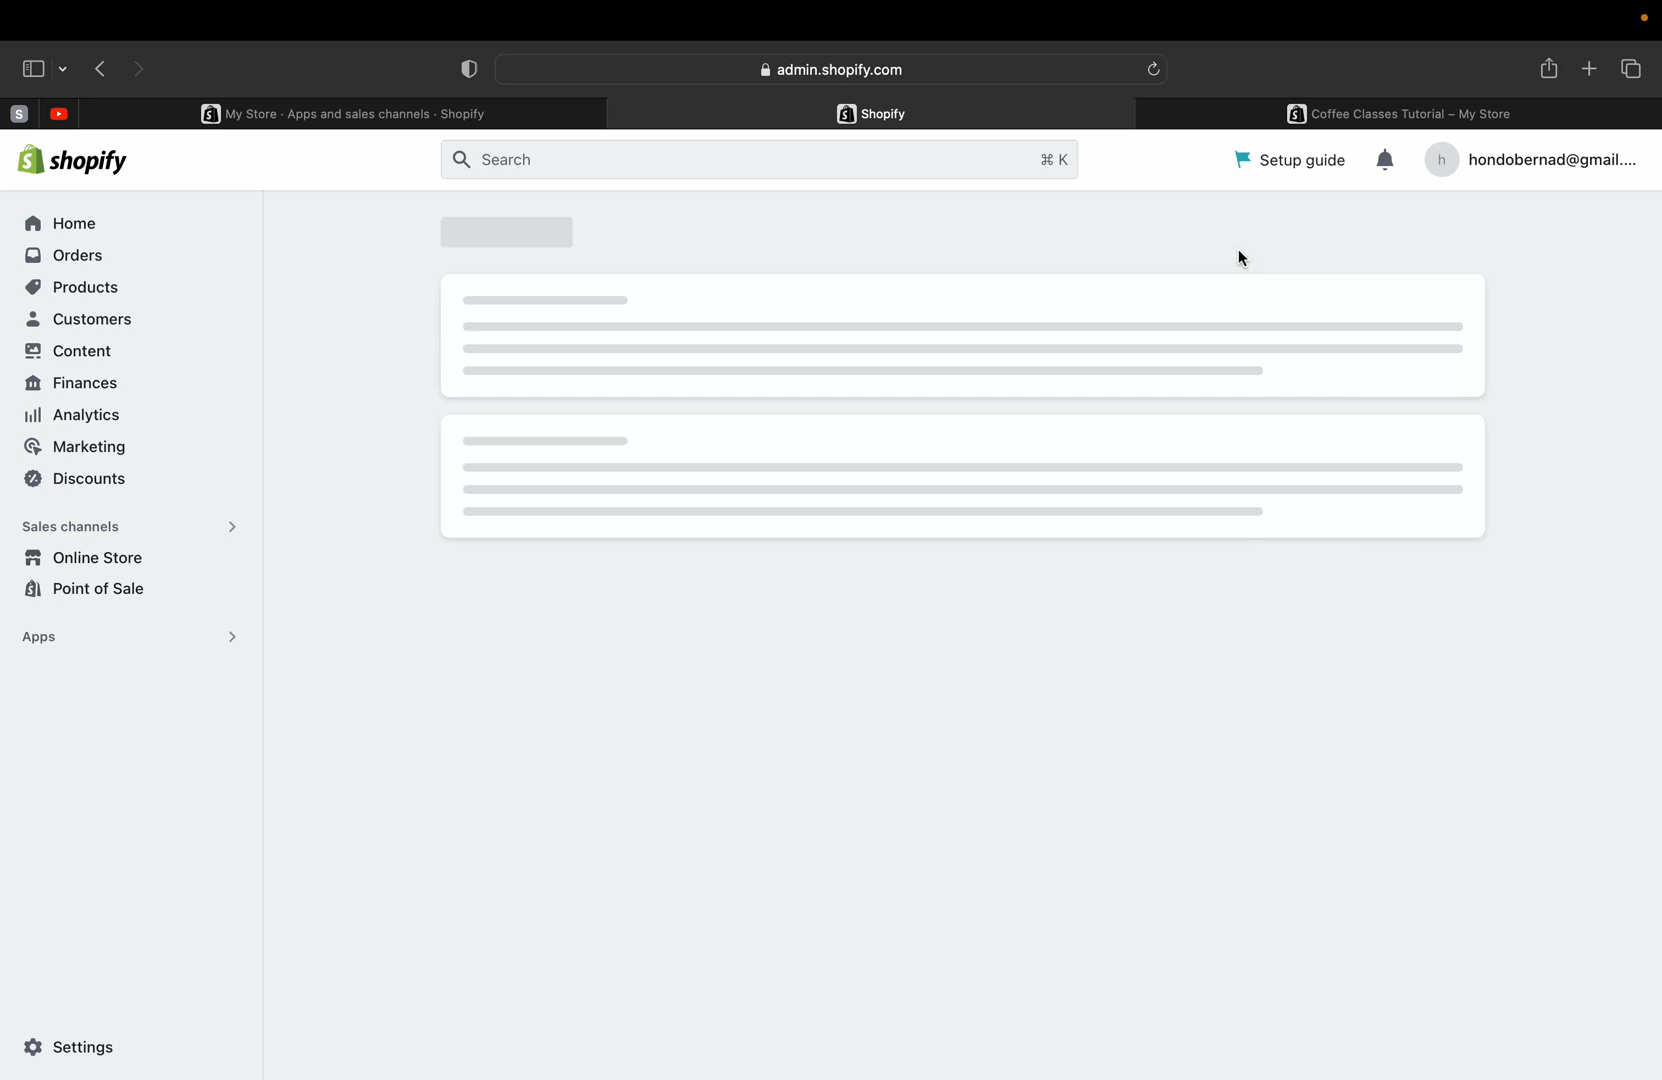 admin.shopify.com
S
My Store · Apps and sales channels · Shopify
Shopify
Coffee Classes Tutorial – My Store
shopify
Search
⌘ K
Setup guide
h
hondobernad@gmail....
Home
Orders
Products
Customers
Content
Finances
Analytics
Marketing
Discounts
Sales channels
Online Store
Point of Sale
Apps
Settings